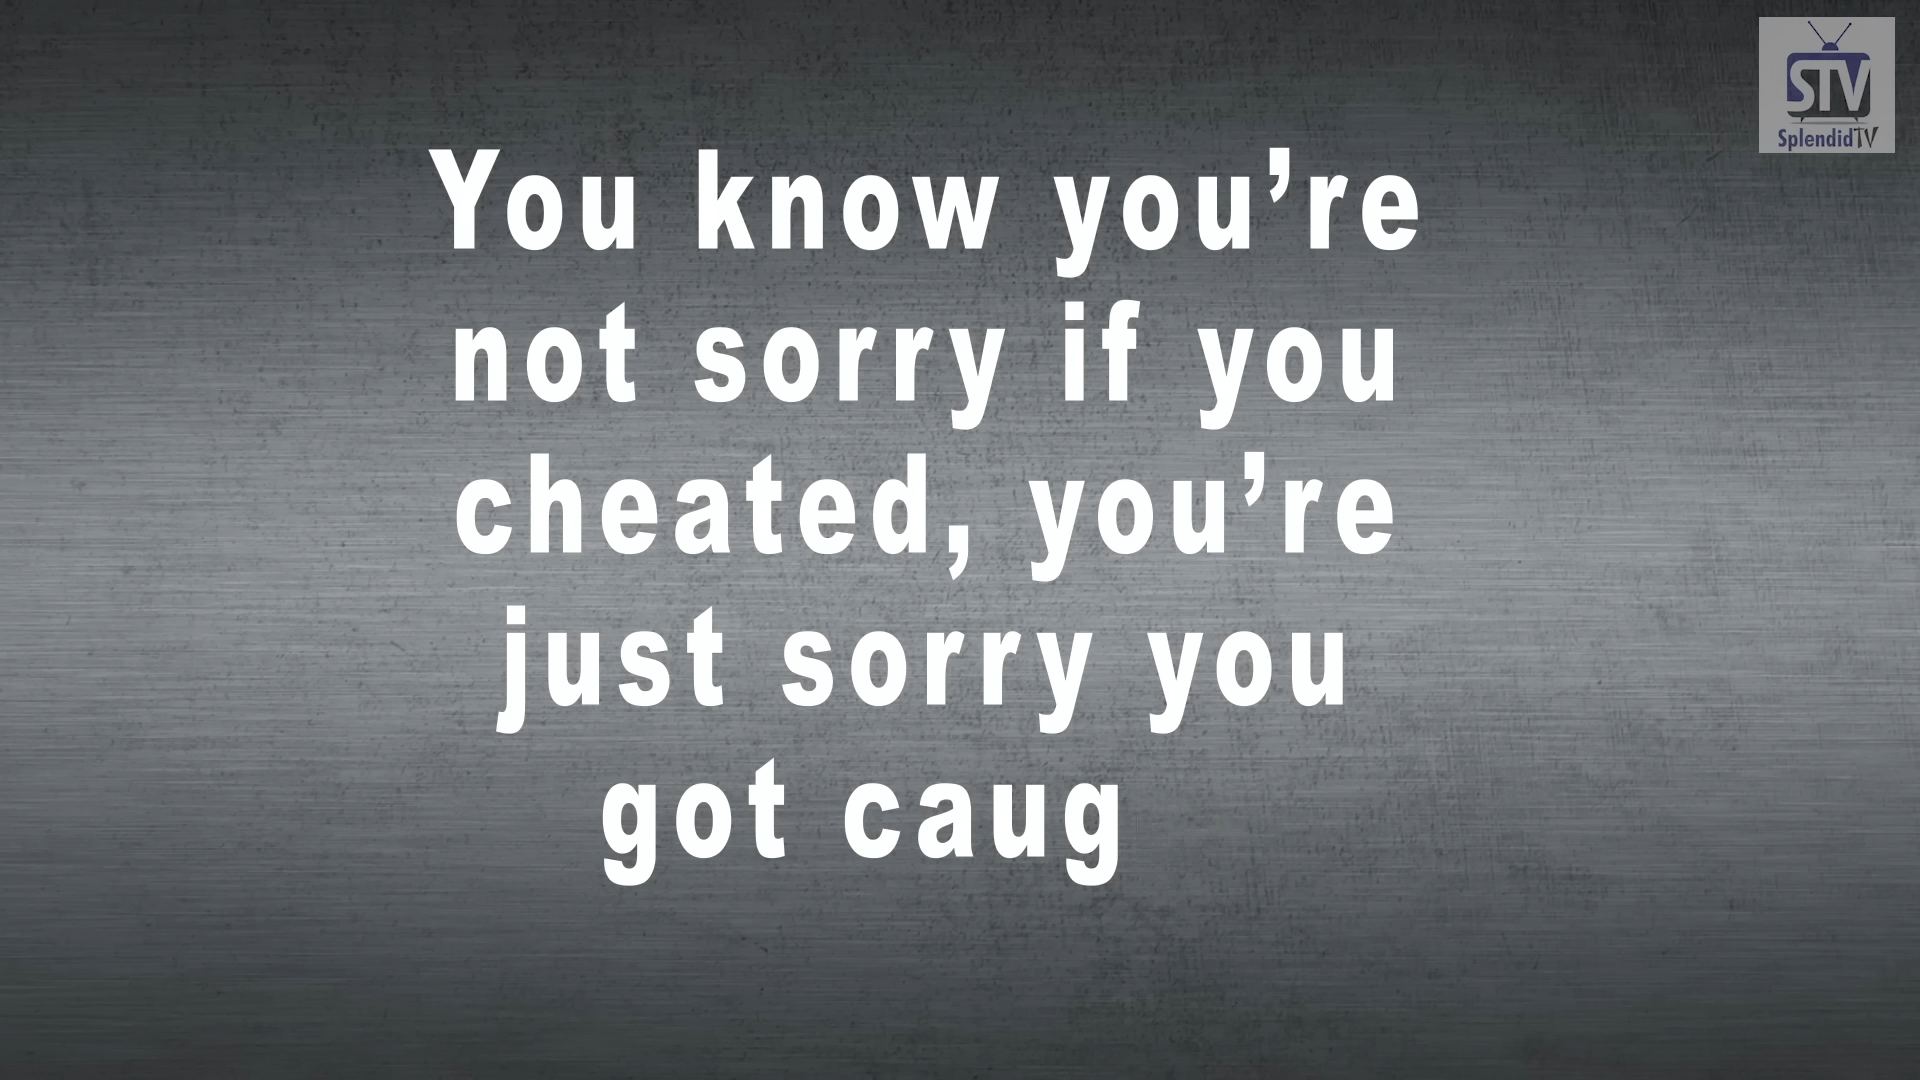 STV
SplendidTV
You know you’re
not sorry if you
cheated, you’re
just sorry you
got caug